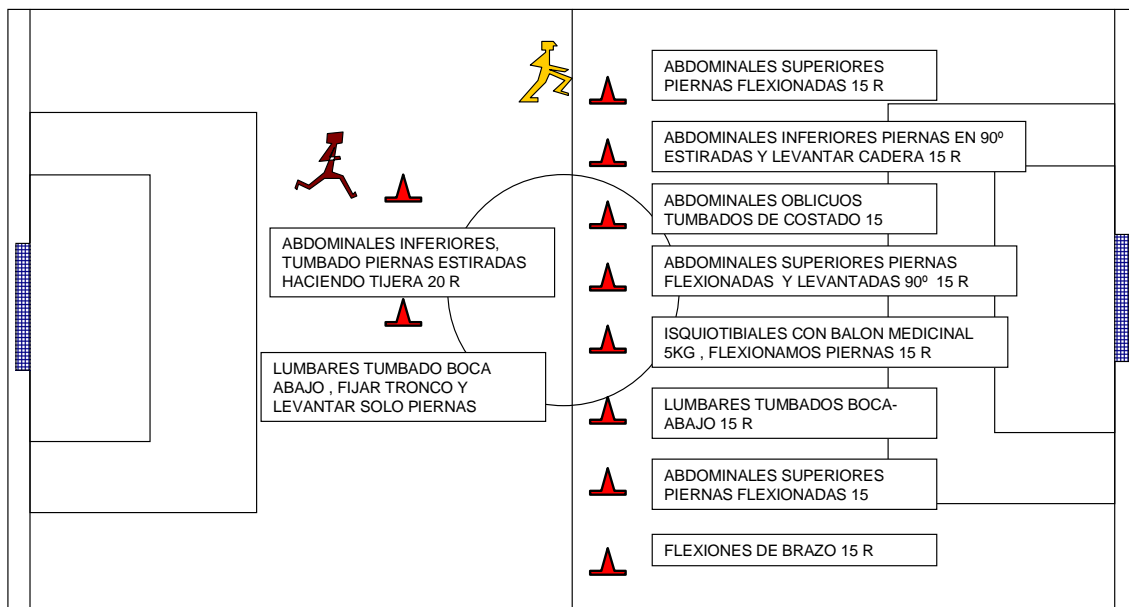 ABDOMINALES SUPERIORES
PIERNAS FLEXIONADAS 15 R
ABDOMINALES INFERIORES PIERNAS EN 90º
ESTIRADAS Y LEVANTAR CADERA 15 R
ABDOMINALES OBLICUOS
TUMBADOS DE COSTADO 15
ABDOMINALES INFERIORES,
TUMBADO PIERNAS ESTIRADAS
HACIENDO TIJERA 20 R
ABDOMINALES SUPERIORES PIERNAS
FLEXIONADAS Y LEVANTADAS 90º 15 R
ISQUIOTIBIALES CON BALON MEDICINAL
5KG , FLEXIONAMOS PIERNAS 15 R
LUMBARES TUMBADO BOCA
ABAJO , FIJAR TRONCO Y
LEVANTAR SOLO PIERNAS
LUMBARES TUMBADOS BOCA-
ABAJO 15 R
ABDOMINALES SUPERIORES
PIERNAS FLEXIONADAS 15
FLEXIONES DE BRAZO 15 R